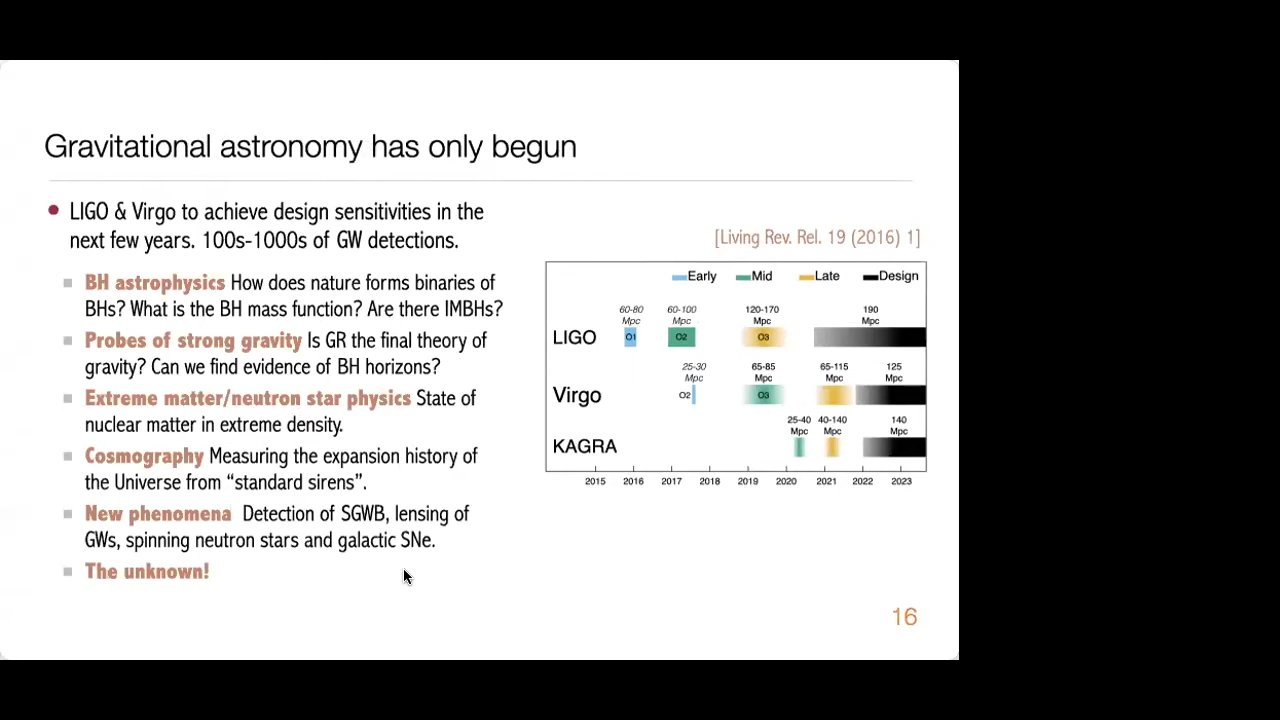 Gravitational astronomy has only begun
LIGO & Virgo to achieve design sensitivities in the
next few years. 100s-1000s of GW detections.
BH astrophysics How does nature forms binaries of
BHs? What is the BH mass function? Are there IMBHs?
Probes of strong gravity Is GR the final theory of
gravity? Can we find evidence of BH horizons?
Extreme matter/neutron star physics State of
nuclear matter in extreme density.
Cosmography Measuring the expansion history of
the Universe from “standard sirens”.
New phenomena Detection of SGWB, lensing of
GWs, spinning neutron stars and galactic SNe.
The unknown!
[Living Rev. Rel. 19 (2016) 1]
Early Mid Late Design
60-80 60-100 120-170 190
Mpc Mpc Mpc Mpc
LIGO O1 O2 O3
25-30 65-85 65-115 125
Mpc Mpc Mpc Mpc
Virgo O2 O3
25-40 40-140 140
Mpc Mpc Mpc
KAGRA
2015 2016 2017 2018 2019 2020 2021 2022 2023
16